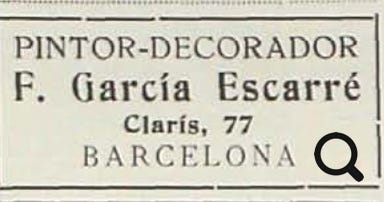 PINTOR-DECORADOR
F. García Escarré
Clarís, 77
BARCELONA